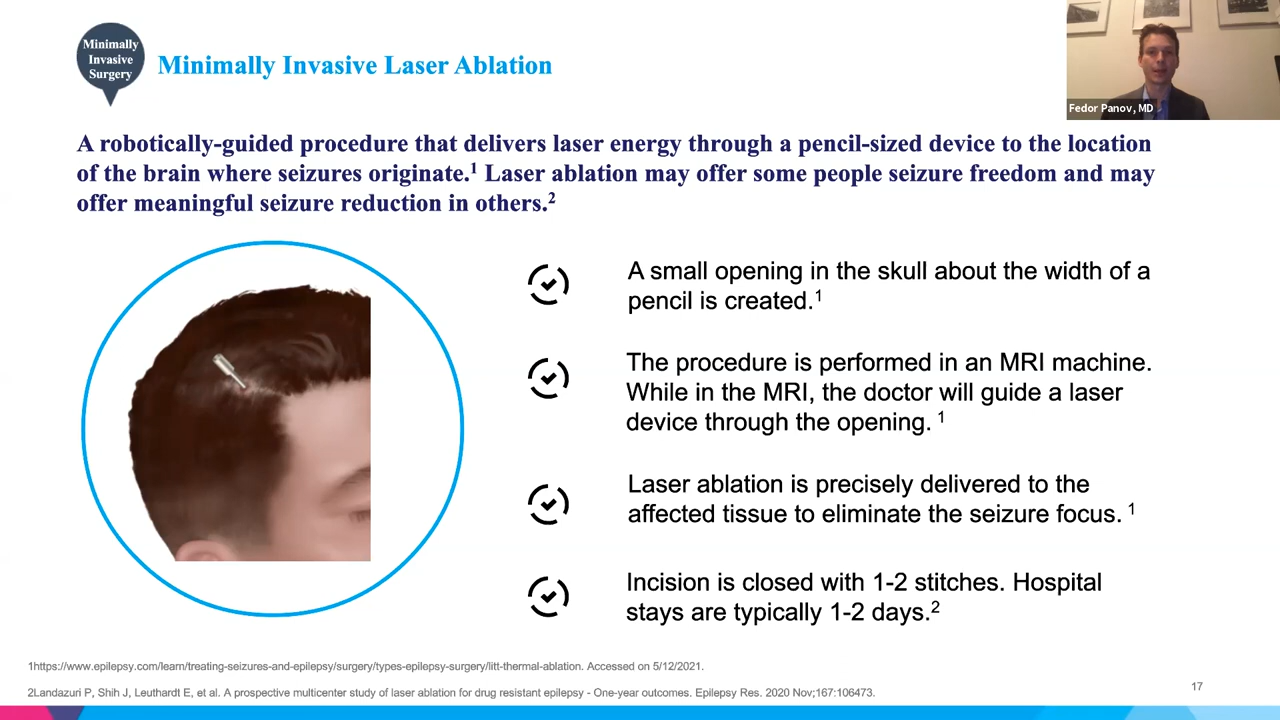 Minimally
Invasive
Surgery
Minimally Invasive Laser Ablation
Fedor Panov, MD
A robotically-guided procedure that delivers laser energy through a pencil-sized device to the location
of the brain where seizures originate.¹ Laser ablation may offer some people seizure freedom and may
offer meaningful seizure reduction in others.²
A small opening in the skull about the width of a
pencil is created.¹
The procedure is performed in an MRI machine.
While in the MRI, the doctor will guide a laser
device through the opening. ¹
Laser ablation is precisely delivered to the
affected tissue to eliminate the seizure focus. ¹
Incision is closed with 1-2 stitches. Hospital
stays are typically 1-2 days.²
1https://www.epilepsy.com/learn/treating-seizures-and-epilepsy/surgery/types-epilepsy-surgery/litt-thermal-ablation. Accessed on 5/12/2021.
2Landazuri P, Shih J, Leuthardt E, et al. A prospective multicenter study of laser ablation for drug resistant epilepsy - One-year outcomes. Epilepsy Res. 2020 Nov;167:106473.
17